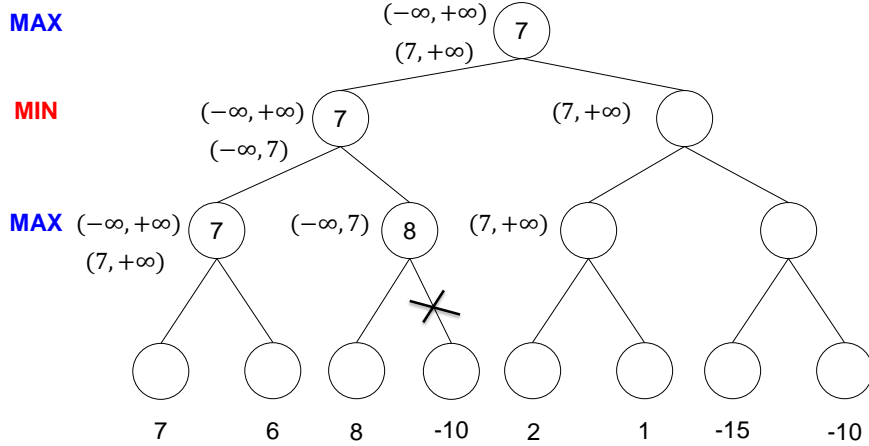 MAX (−∞, +∞) 7
(7, +∞)
MIN (−∞, +∞) 7 (7, +∞)
(−∞, 7)
MAX (−∞, +∞) 7 (−∞, 7) 8 (7, +∞)
(7, +∞)
7 6 8 -10 2 1 -15 -10